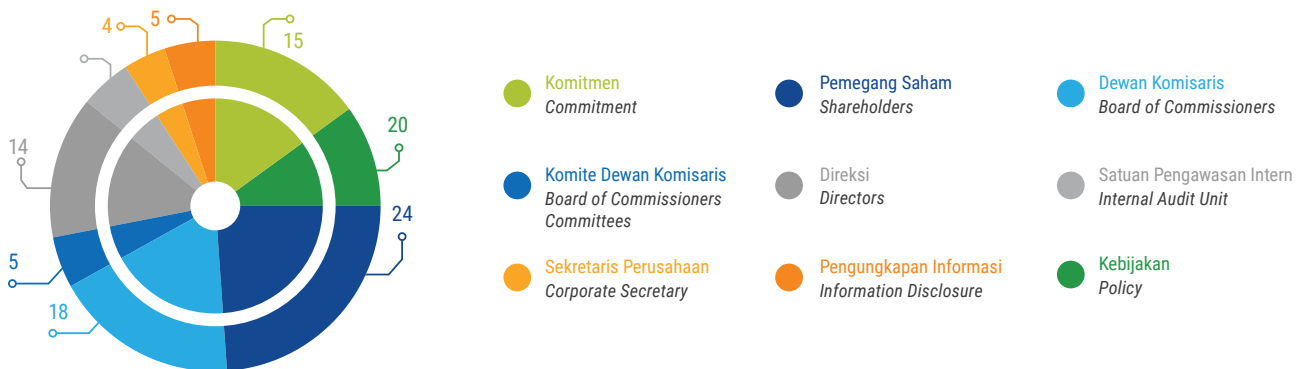 4
5
15
20
14
24
5
18
Komitmen
Commitment
Pemegang Saham
Shareholders
Dewan Komisaris
Board of Commissioners
Komite Dewan Komisaris
Board of Commissioners
Committees
Direksi
Directors
Satuan Pengawasan Intern
Internal Audit Unit
Sekretaris Perusahaan
Corporate Secretary
Pengungkapan Informasi
Information Disclosure
Kebijakan
Policy